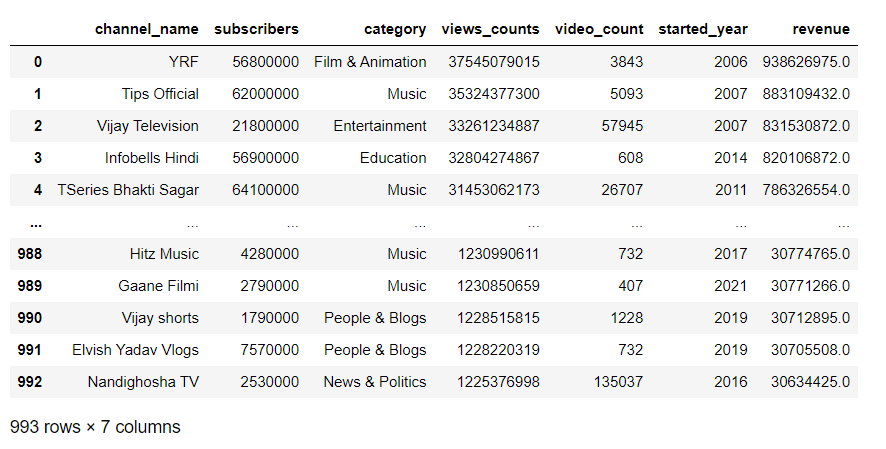 channel_name subscribers category views_counts video_count started_year revenue
0 YRF 56800000 Film & Animation 37545079015 3843 2006 938626975.0
1 Tips Official 62000000 Music 35324377300 5093 2007 883109432.0
2 Vijay Television 21800000 Entertainment 33261234887 57945 2007 831530872.0
3 Infobells Hindi 56900000 Education 32804274867 608 2014 820106872.0
4 TSeries Bhakti Sagar 64100000 Music 31453062173 26707 2011 786326554.0
... ... ... ... ... ... ... ...
988 Hitz Music 4280000 Music 1230990611 732 2017 30774765.0
989 Gaane Filmi 2790000 Music 1230850659 407 2021 30771266.0
990 Vijay shorts 1790000 People & Blogs 1228515815 1228 2019 30712895.0
991 Elvish Yadav Vlogs 7570000 People & Blogs 1228220319 732 2019 30705508.0
992 Nandighosha TV 2530000 News & Politics 1225376998 135037 2016 30634425.0
993 rows × 7 columns